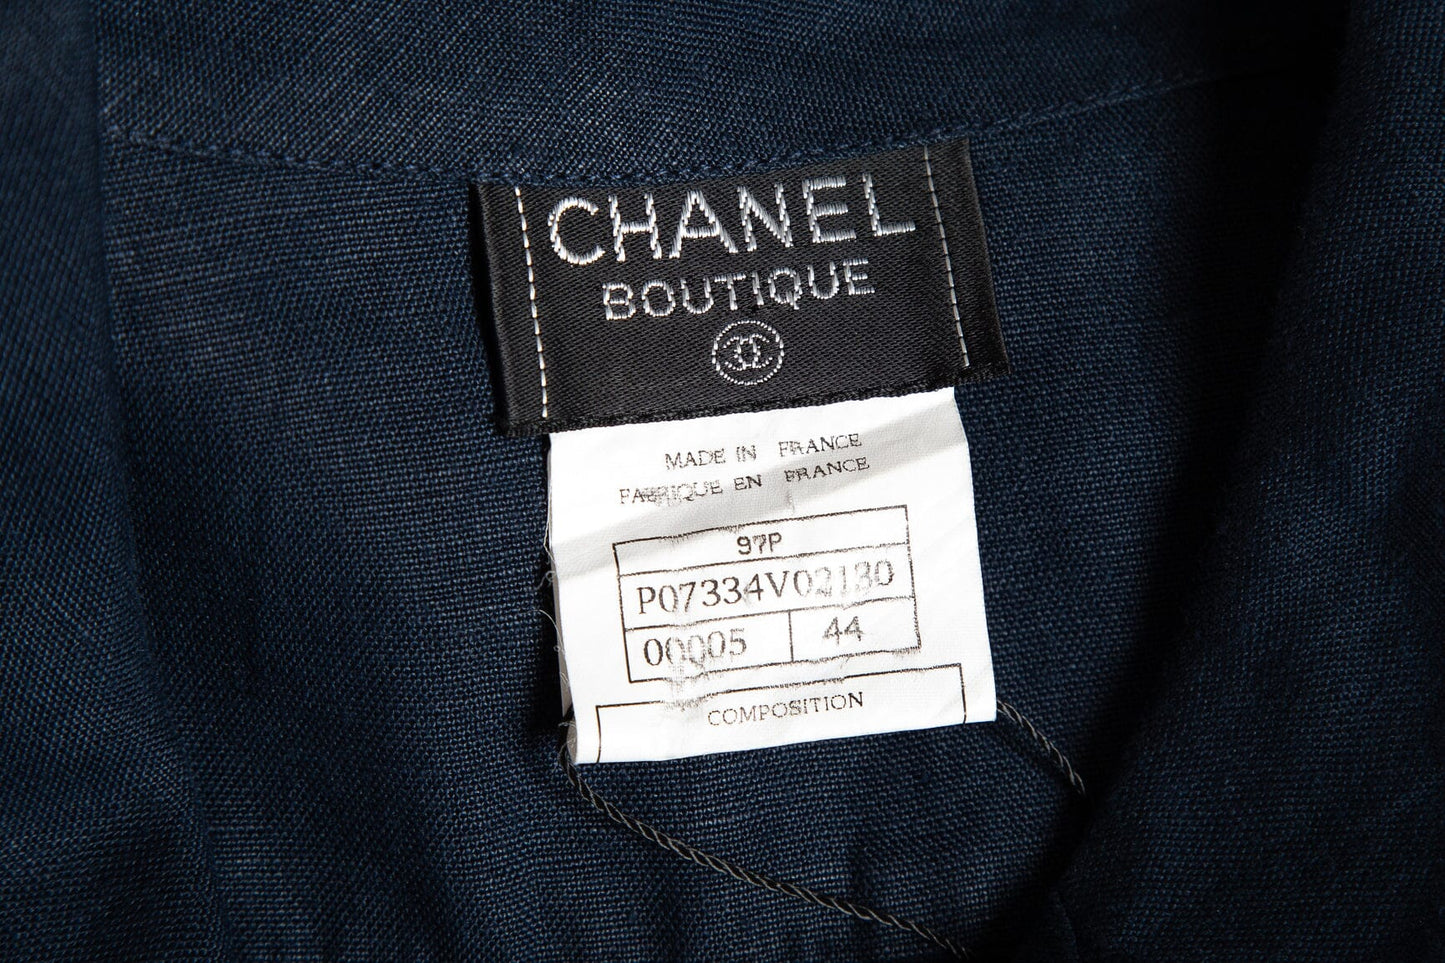 CHANEL
BOUTIQUE
MADE IN FRANCE
FABRIQUE EN FRANCE
97P
P07334V02130
00005 44
COMPOSITION